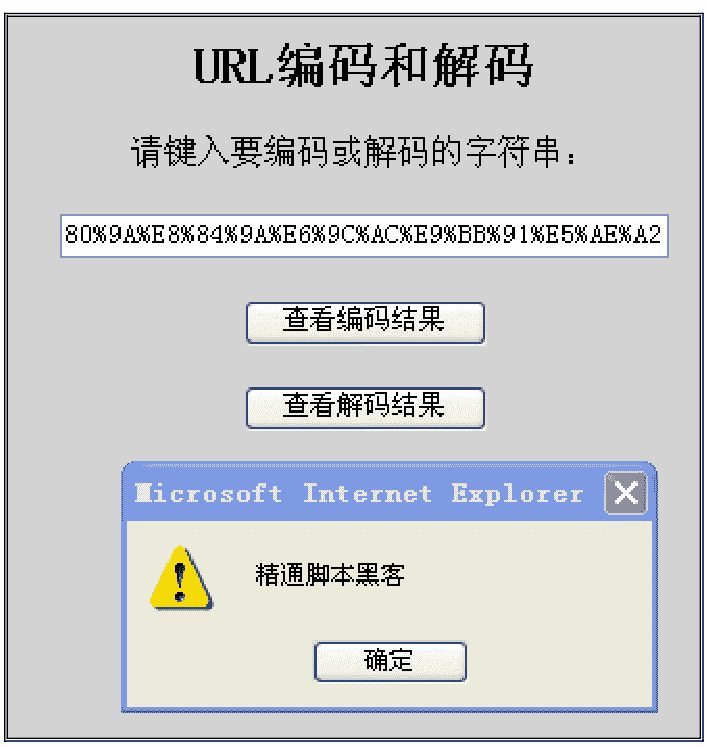 URL编码和解码
请键入要编码或解码的字符串：
80%9A%E8%84%9A%E6%9C%AC%E9%BB%91%E5%AE%A2
查看编码结果
查看解码结果
Microsoft Internet Explorer
精通脚本黑客
确定